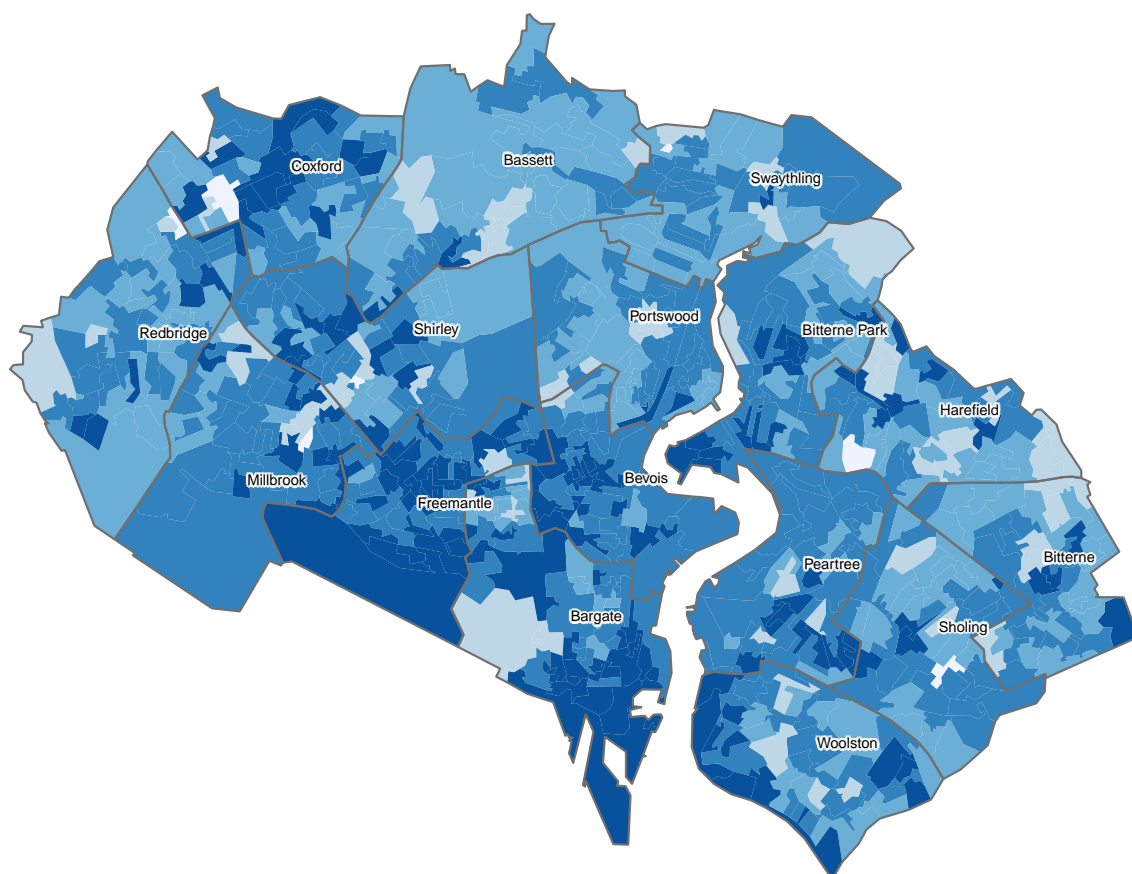 Coxford
Bassett
Swaythling
Redbridge
Shirley
Portswood
Bitterne Park
Harefield
Millbrook
Freemantle
Bevois
Peartree
Bitterne
Bargate
Sholing
Woolston